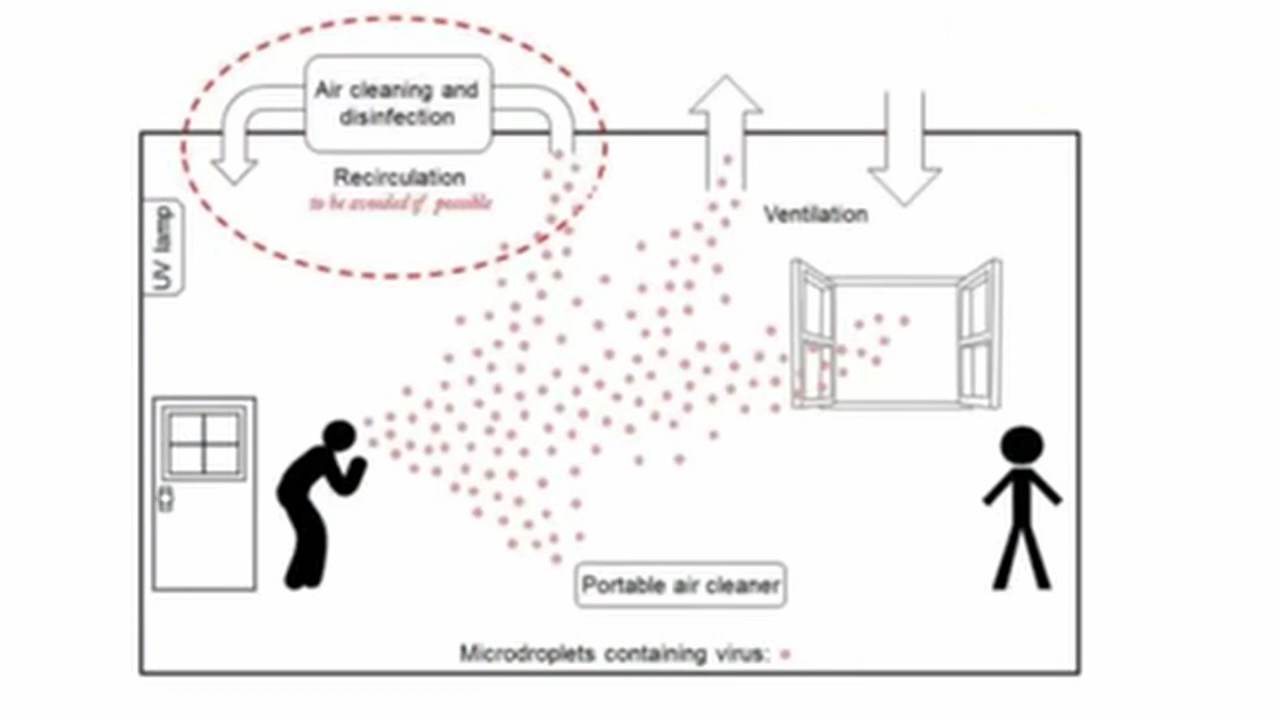 Air cleaning and
disinfection
Recirculation
to be avoided if possible
Ventilation
UV lamp
Portable air cleaner
Microdroplets containing virus: